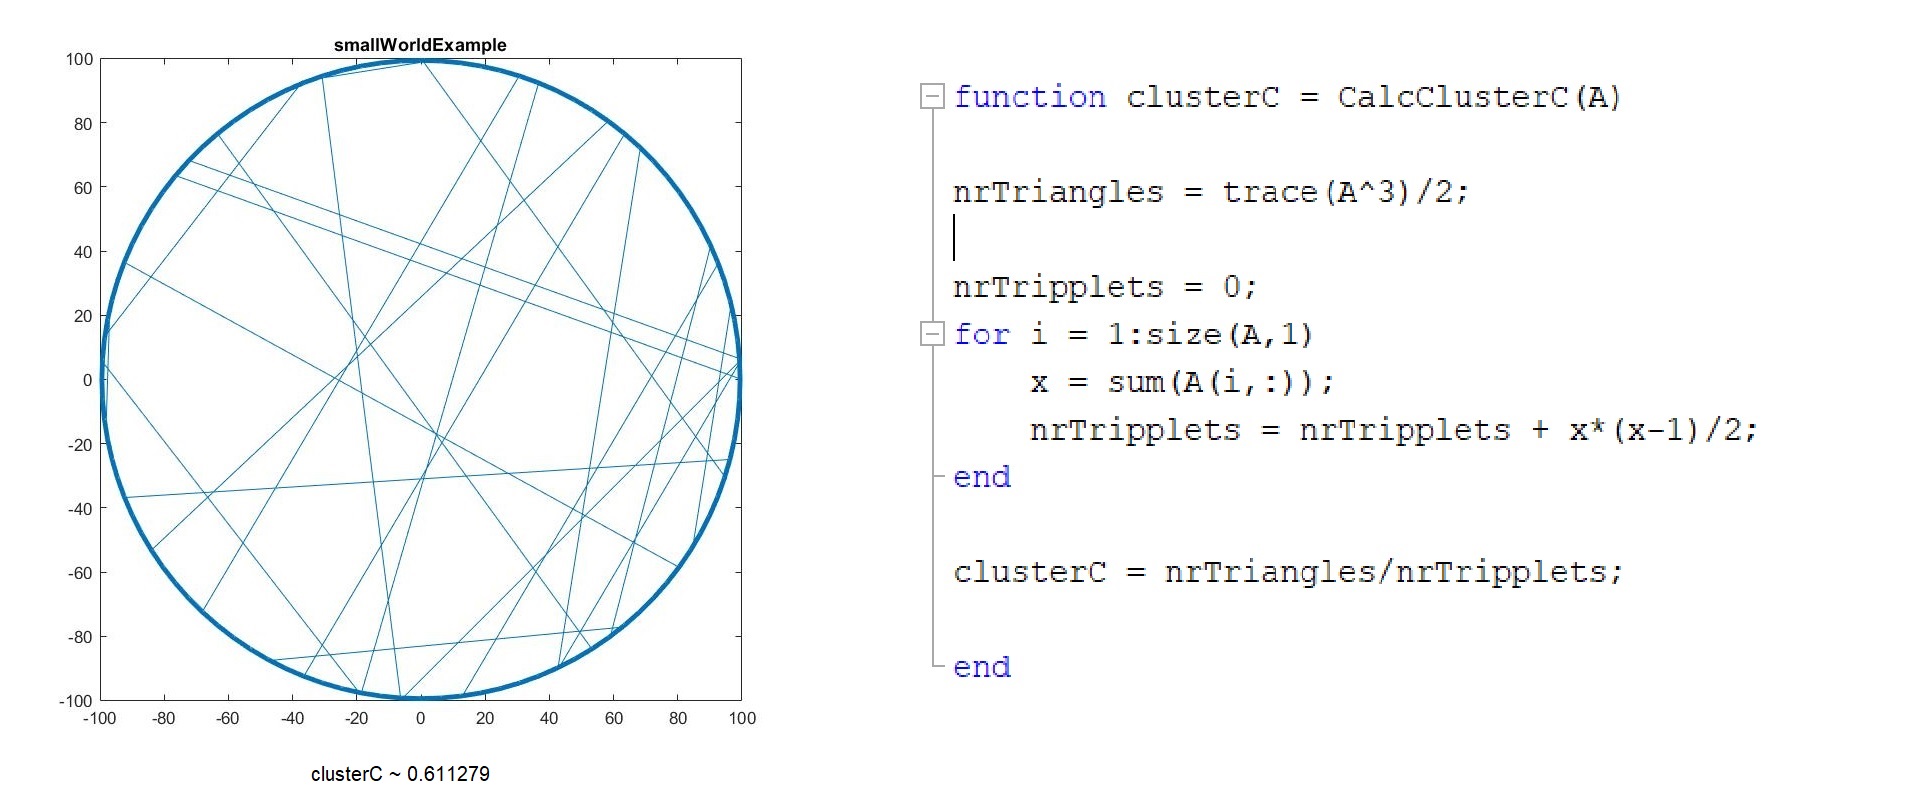 smallWorldExample
100
80
60
40
20
0
-20
-40
-60
-80
-100
-100 -80 -60 -40 -20 0 20 40 60 80 100
clusterC ~ 0.611279
function clusterC = CalcClusterC(A)
nrTriangles = trace(A^3)/2;
nrTripplets = 0;
for i = 1:size(A,1)
x = sum(A(i,:));
nrTripplets = nrTripplets + x*(x-1)/2;
end
clusterC = nrTriangles/nrTripplets;
end